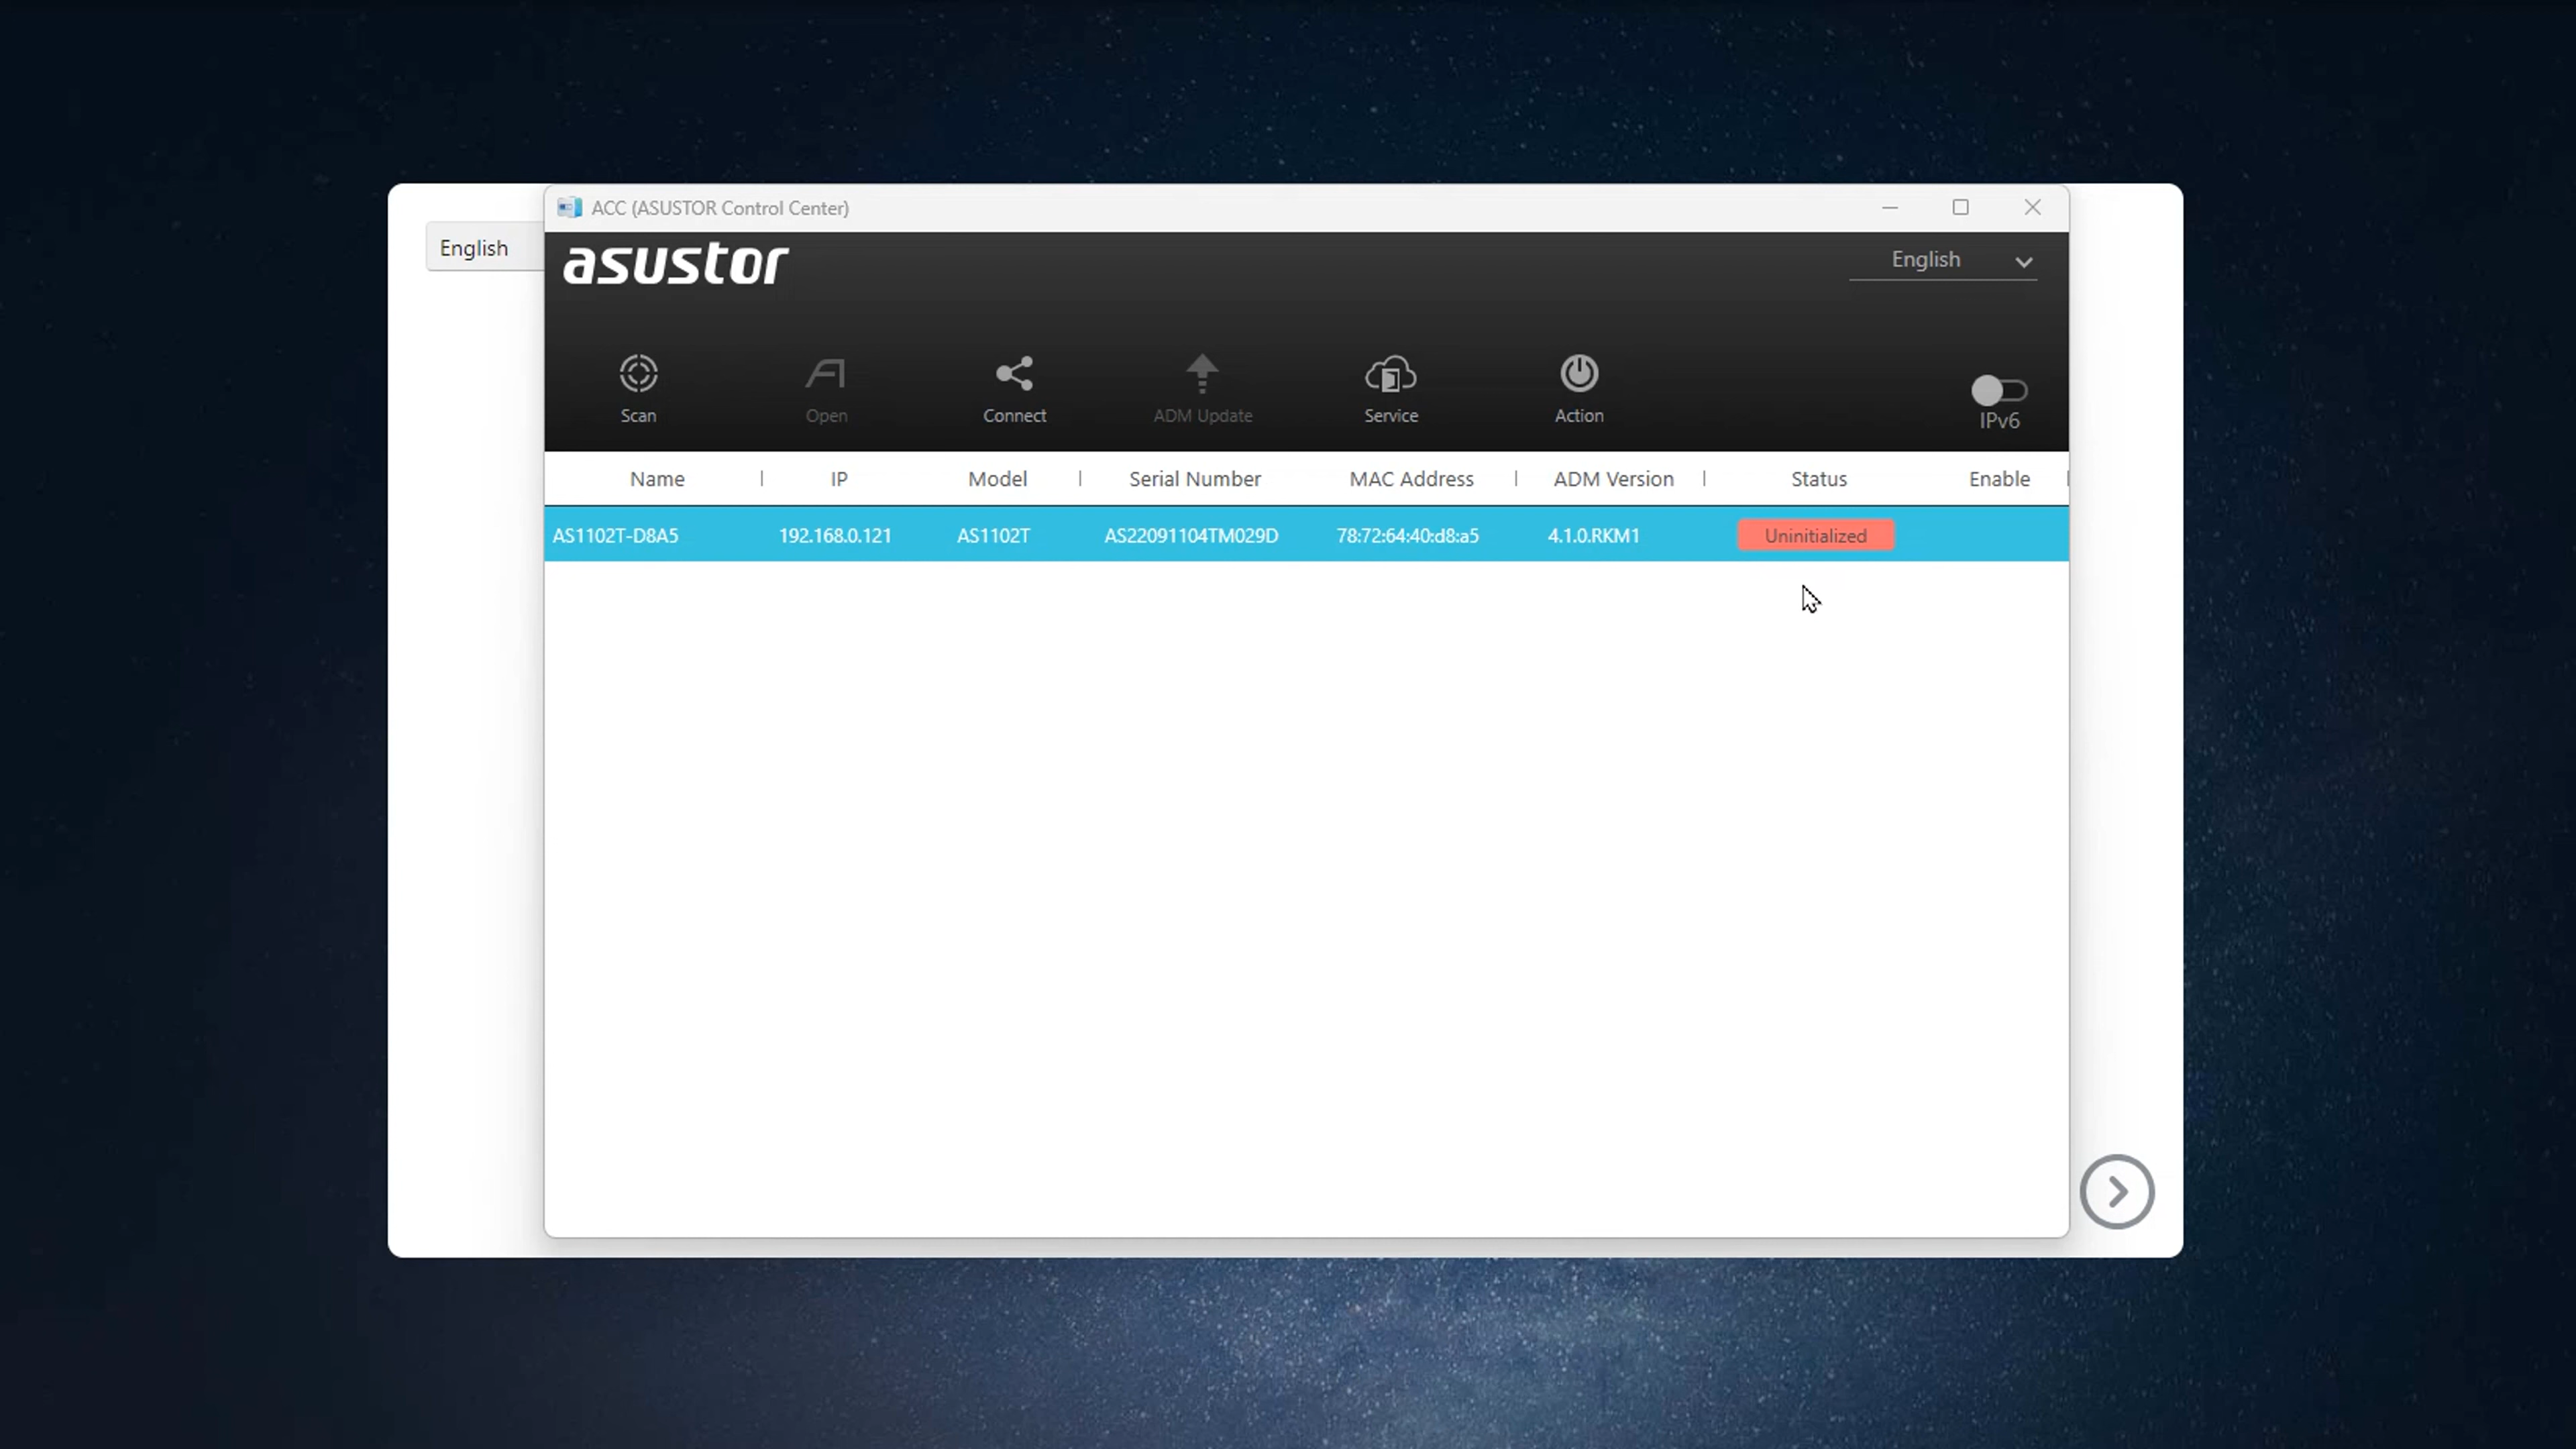 ACC (ASUSTOR Control Center)
English
asustor
English
Scan
Open
Connect
ADM Update
Service
Action
IPv6
Name IP Model Serial Number MAC Address ADM Version Status Enable
AS1102T-D8A5 192.168.0.121 AS1102T AS22091104TM029D 78:72:64:40:d8:a5 4.1.0.RKM1 Uninitialized